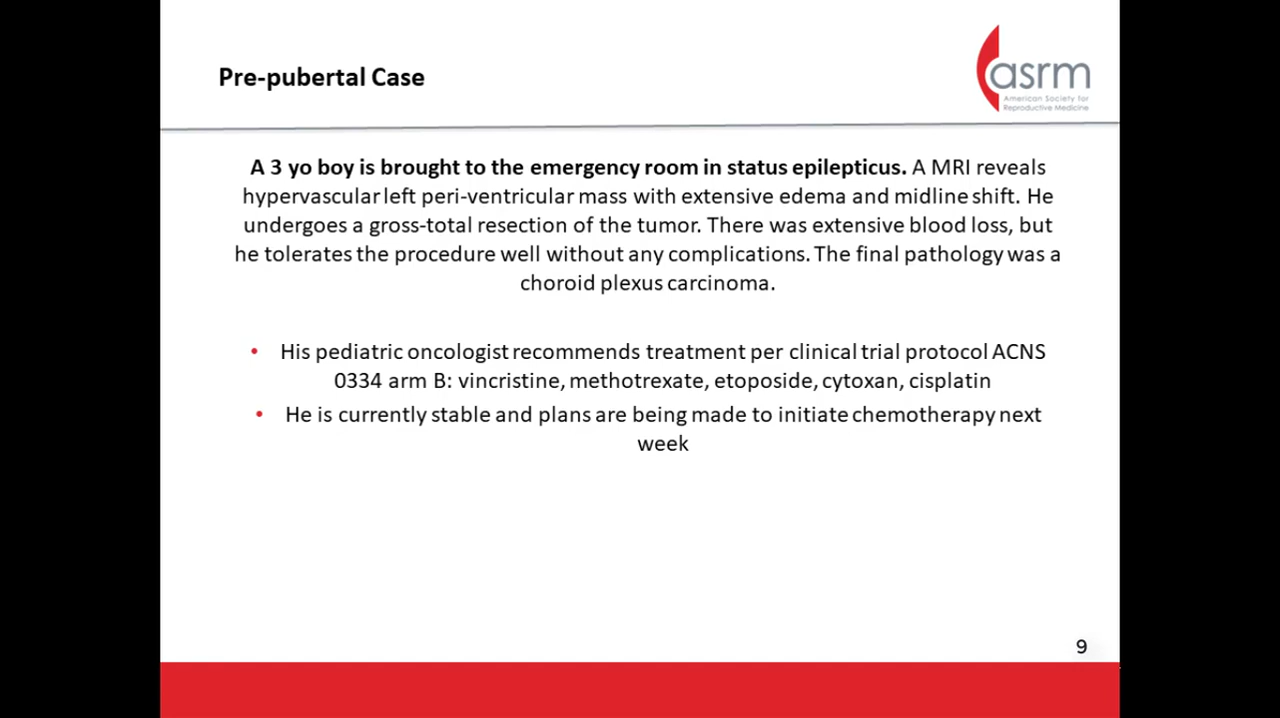 Pre-pubertal Case
asrm
American Society for
Reproductive Medicine
A 3 yo boy is brought to the emergency room in status epilepticus. A MRI reveals
hypervascular left peri-ventricular mass with extensive edema and midline shift. He
undergoes a gross-total resection of the tumor. There was extensive blood loss, but
he tolerates the procedure well without any complications. The final pathology was a
choroid plexus carcinoma.
• His pediatric oncologist recommends treatment per clinical trial protocol ACNS
0334 arm B: vincristine, methotrexate, etoposide, cytoxan, cisplatin
• He is currently stable and plans are being made to initiate chemotherapy next
week
9